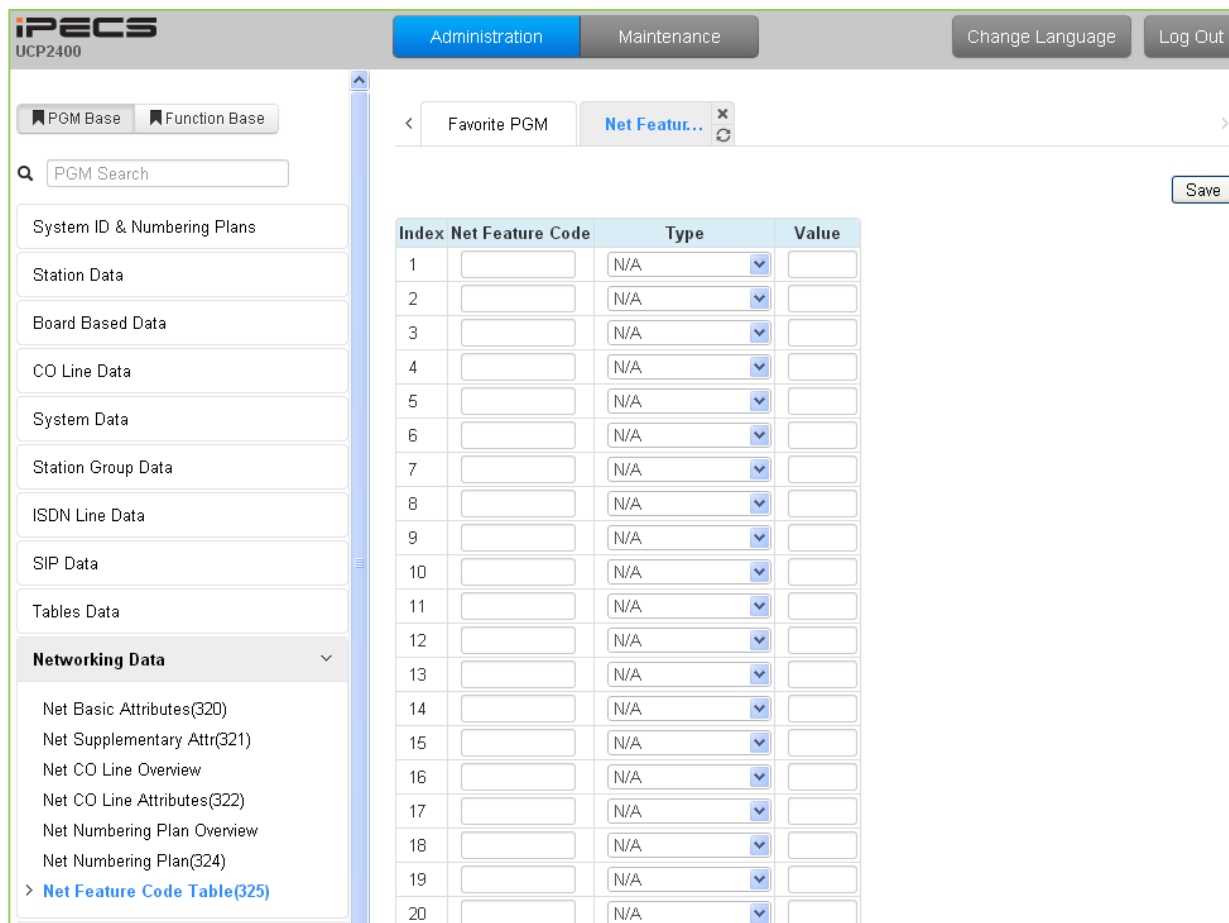 iPECS
UCP2400
Administration Maintenance Change Language Log Out
PGM Base Function Base
PGM Search
System ID & Numbering Plans
Station Data
Board Based Data
CO Line Data
System Data
Station Group Data
ISDN Line Data
SIP Data
Tables Data
Networking Data
Net Basic Attributes(320)
Net Supplementary Attr(321)
Net CO Line Overview
Net CO Line Attributes(322)
Net Numbering Plan Overview
Net Numbering Plan(324)
> Net Feature Code Table(325)
< Favorite PGM Net Featur... >
Save
Index Net Feature Code Type Value
1 N/A
2 N/A
3 N/A
4 N/A
5 N/A
6 N/A
7 N/A
8 N/A
9 N/A
10 N/A
11 N/A
12 N/A
13 N/A
14 N/A
15 N/A
16 N/A
17 N/A
18 N/A
19 N/A
20 N/A